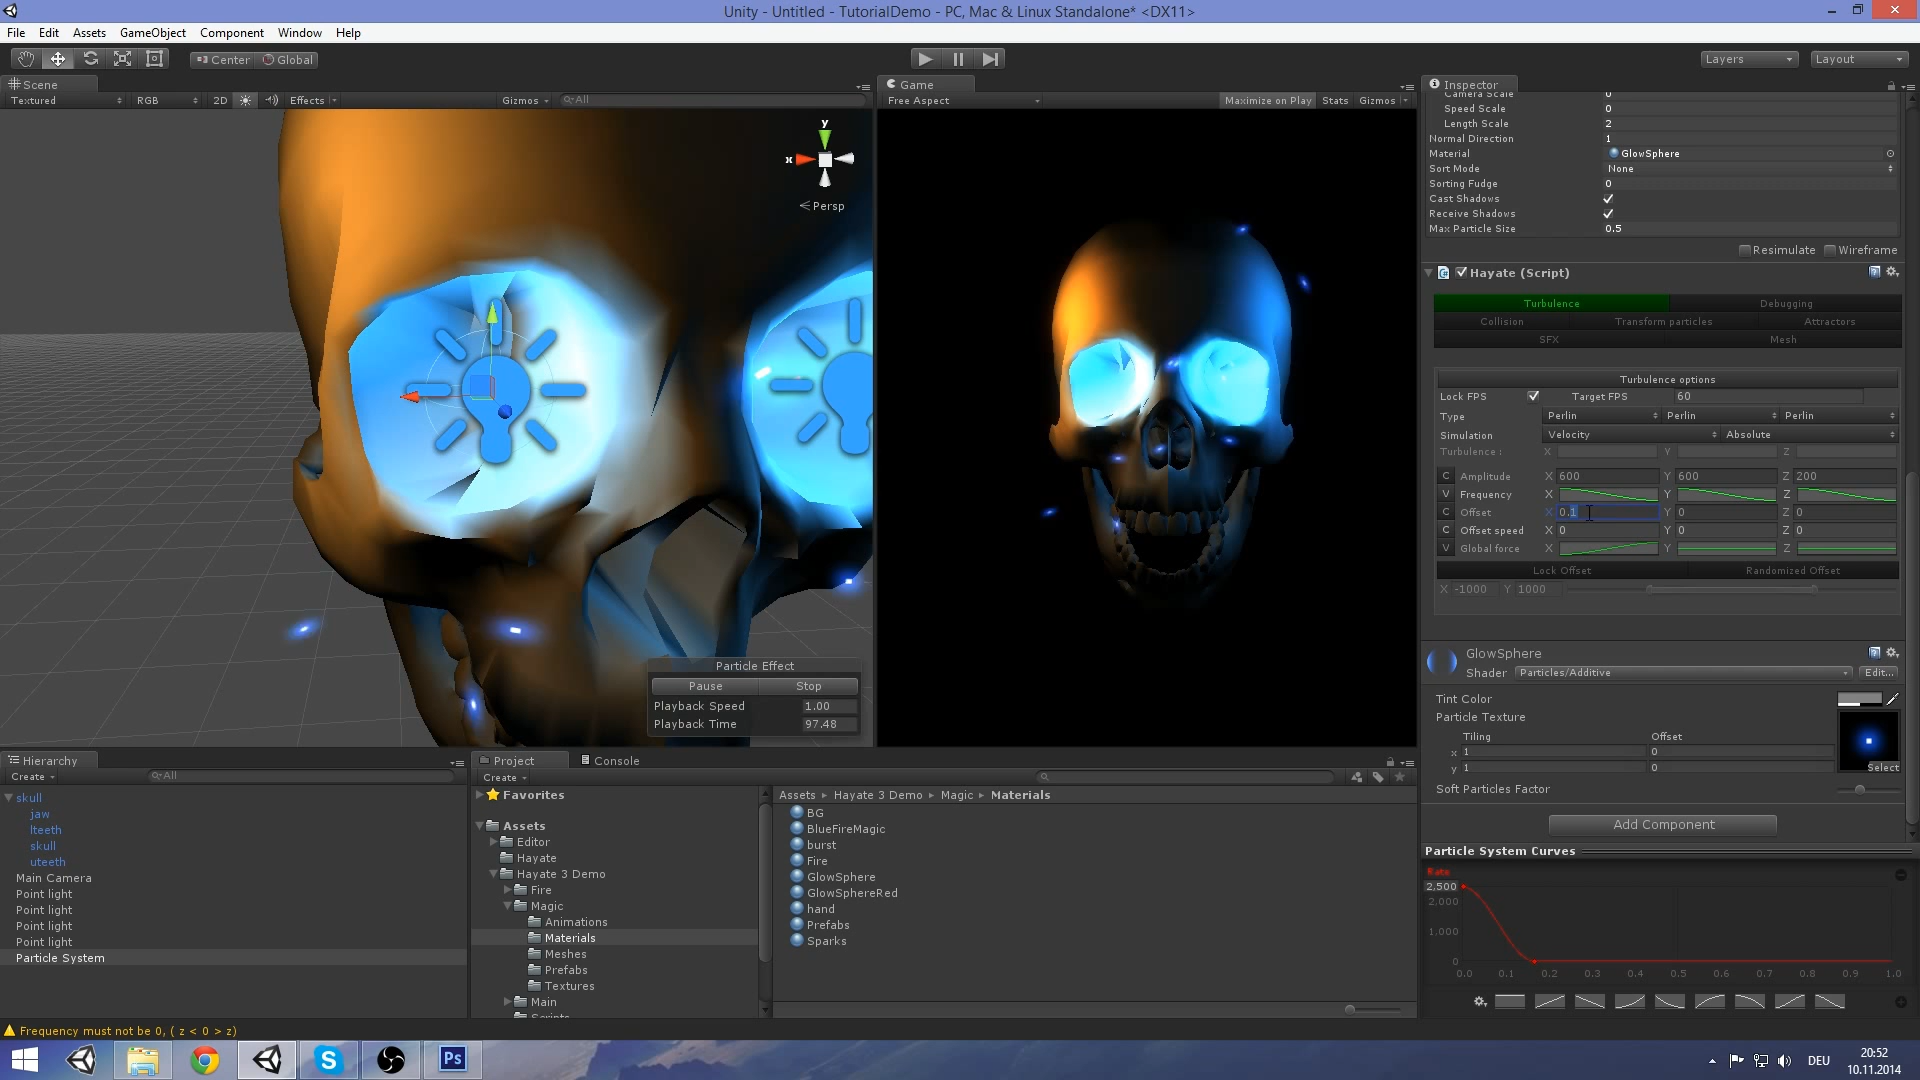 Unity - Untitled - TutorialDemo - PC, Mac & Linux Standalone* <DX11>
File Edit Assets GameObject Component Window Help
Center Global
Layers Layout
Scene
Textured RGB 2D Effects Gizmos All
y
x
Persp
Particle Effect
Pause Stop
Playback Speed 1.00
Playback Time 97.48
Game
Free Aspect Maximize on Play Stats Gizmos
Inspector
Camera Scale 0
Speed Scale 0
Length Scale 2
Normal Direction 1
Material GlowSphere
Sort Mode None
Sorting Fudge 0
Cast Shadows
Receive Shadows
Max Particle Size 0.5
Resimulate Wireframe
Hayate (Script)
Turbulence Debugging
Collision Transform particles Attractors
SFX Mesh
Turbulence options
Lock FPS Target FPS 60
Type Perlin Perlin Perlin
Simulation Velocity Absolute
Turbulence : X Y Z
C Amplitude X 600 Y 600 Z 200
V Frequency X Y Z
C Offset X 0.1 Y 0 Z 0
C Offset speed X 0 Y 0 Z 0
V Global force X Y Z
Lock Offset Randomized Offset
X -1000 Y 1000
GlowSphere
Shader Particles/Additive Edit...
Tint Color
Particle Texture
Tiling Offset
x 1 0
y 1 0
Select
Soft Particles Factor
Add Component
Particle System Curves
Rate
2,500
2,000
1,000
0
0.0 0.1 0.2 0.3 0.4 0.5 0.6 0.7 0.8 0.9 1.0
Hierarchy
Create All
skull
jaw
lteeth
skull
uteeth
Main Camera
Point light
Point light
Point light
Point light
Particle System
Project Console
Create
Favorites
Assets
Editor
Hayate
Hayate 3 Demo
Fire
Magic
Animations
Materials
Meshes
Prefabs
Textures
Main
Scripts
Assets Hayate 3 Demo Magic Materials
BG
BlueFireMagic
burst
Fire
GlowSphere
GlowSphereRed
hand
Prefabs
Sparks
Frequency must not be 0, ( z < 0 > z)
S Ps
DEU
20:52
10.11.2014